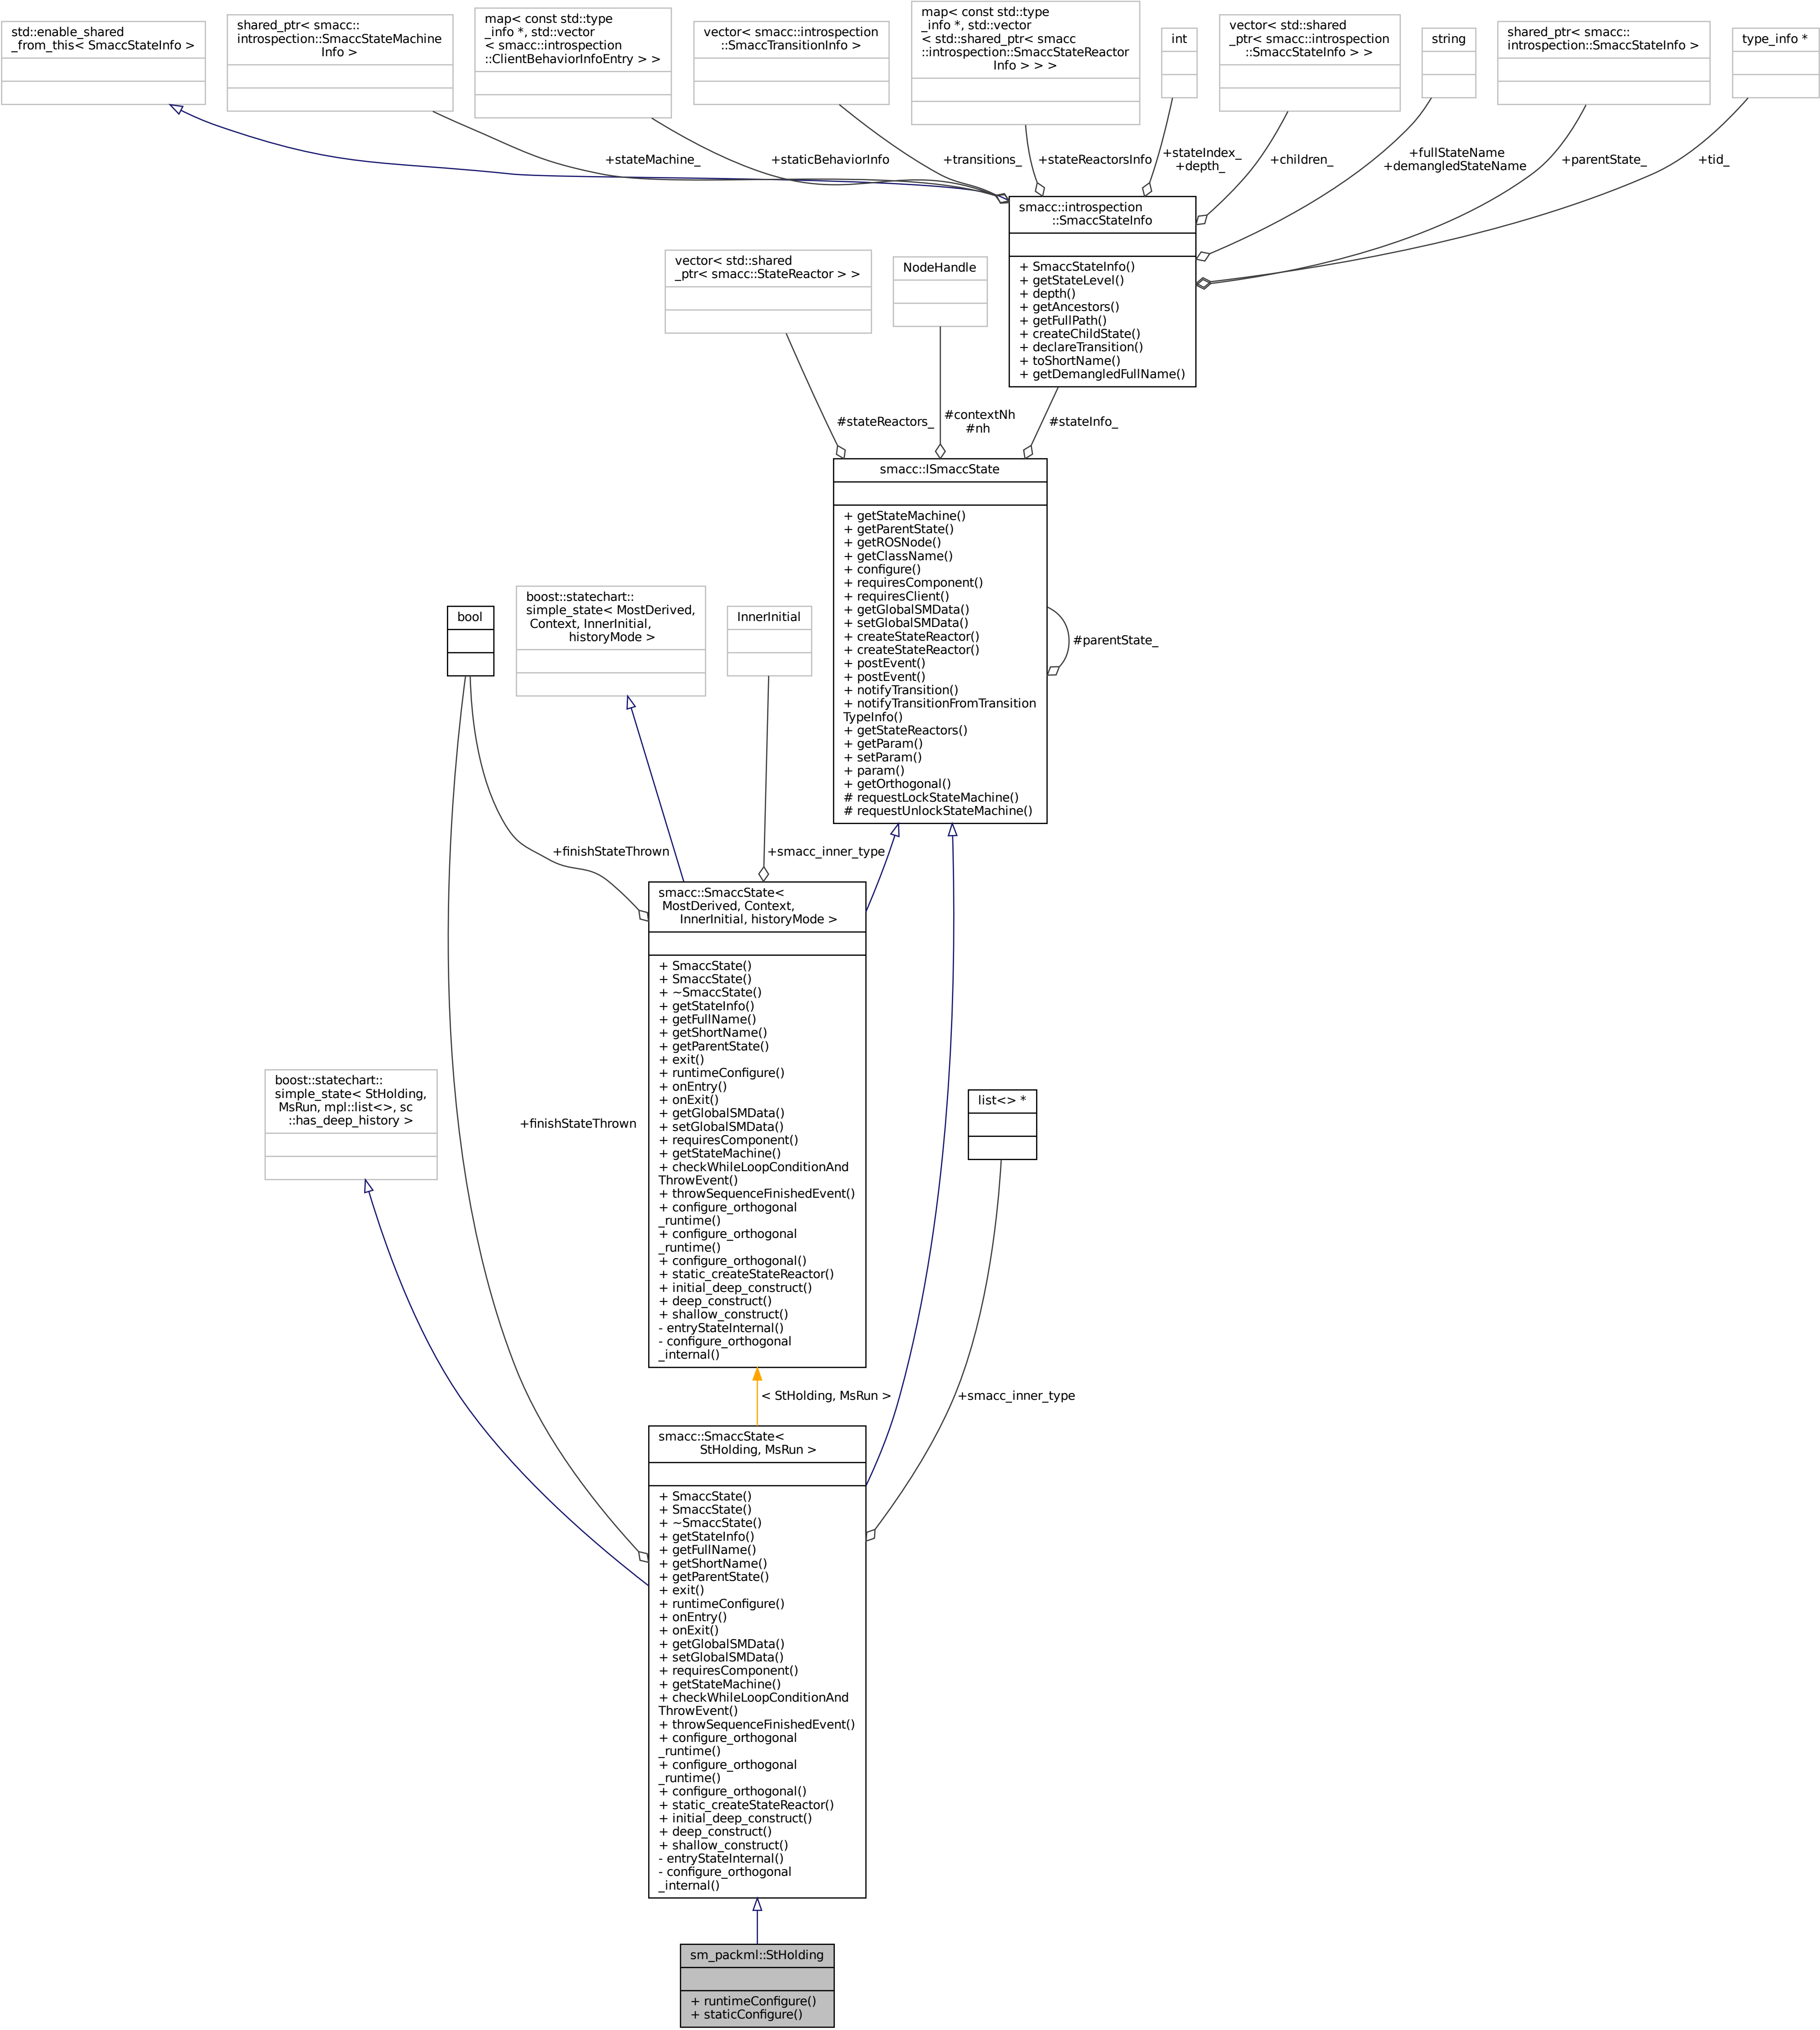 std::enable_shared
_from_this< SmaccStateInfo >
shared_ptr< smacc::
introspection::SmaccStateMachine
Info >
map< const std::type
_info *, std::vector
< smacc::introspection
::ClientBehaviorInfoEntry > >
vector< smacc::introspection
::SmaccTransitionInfo >
map< const std::type
_info *, std::vector
< std::shared_ptr< smacc
::introspection::SmaccStateReactor
Info > > >
int
vector< std::shared
_ptr< smacc::introspection
::SmaccStateInfo > >
string
shared_ptr< smacc::
introspection::SmaccStateInfo >
type_info *
+stateMachine_
+staticBehaviorInfo
+transitions_
+stateReactorsInfo
+stateIndex_
+depth_
+children_
+fullStateName
+demangledStateName
+parentState_
+tid_
smacc::introspection
::SmaccStateInfo
+ SmaccStateInfo()
+ getStateLevel()
+ depth()
+ getAncestors()
+ getFullPath()
+ createChildState()
+ declareTransition()
+ toShortName()
+ getDemangledFullName()
vector< std::shared
_ptr< smacc::StateReactor > >
NodeHandle
+stateReactors_
#contextNh
#nh
#stateInfo_
smacc::ISmaccState
+ getStateMachine()
+ getParentState()
+ getROSNode()
+ getClassName()
+ configure()
+ requiresComponent()
+ requiresClient()
+ getGlobalSMData()
+ setGlobalSMData()
+ createStateReactor()
+ createStateReactor()
+ postEvent()
+ postEvent()
+ notifyTransition()
+ notifyTransitionFromTransition
TypeInfo()
+ getStateReactors()
+ getParam()
+ setParam()
+ param()
+ getOrthogonal()
# requestLockStateMachine()
# requestUnlockStateMachine()
#parentState_
bool
boost::statechart::
simple_state< MostDerived,
Context, InnerInitial,
historyMode >
InnerInitial
+finishStateThrown
+smacc_inner_type
smacc::SmaccState<
MostDerived, Context,
InnerInitial, historyMode >
+ SmaccState()
+ SmaccState()
+ ~SmaccState()
+ getStateInfo()
+ getFullName()
+ getShortName()
+ getParentState()
+ exit()
+ runtimeConfigure()
+ onEntry()
+ onExit()
+ getGlobalSMData()
+ setGlobalSMData()
+ requiresComponent()
+ getStateMachine()
+ checkWhileLoopConditionAnd
ThrowEvent()
+ throwSequenceFinishedEvent()
+ configure_orthogonal
_runtime()
+ configure_orthogonal
_runtime()
+ configure_orthogonal()
+ static_createStateReactor()
+ initial_deep_construct()
+ deep_construct()
+ shallow_construct()
- entryStateInternal()
- configure_orthogonal
_internal()
boost::statechart::
simple_state< StHolding,
MsRun, mpl::list<>, sc
::has_deep_history >
+finishStateThrown
list<> *
< StHolding, MsRun >
+smacc_inner_type
smacc::SmaccState<
StHolding, MsRun >
+ SmaccState()
+ SmaccState()
+ ~SmaccState()
+ getStateInfo()
+ getFullName()
+ getShortName()
+ getParentState()
+ exit()
+ runtimeConfigure()
+ onEntry()
+ onExit()
+ getGlobalSMData()
+ setGlobalSMData()
+ requiresComponent()
+ getStateMachine()
+ checkWhileLoopConditionAnd
ThrowEvent()
+ throwSequenceFinishedEvent()
+ configure_orthogonal
_runtime()
+ configure_orthogonal
_runtime()
+ configure_orthogonal()
+ static_createStateReactor()
+ initial_deep_construct()
+ deep_construct()
+ shallow_construct()
- entryStateInternal()
- configure_orthogonal
_internal()
sm_packml::StHolding
+ runtimeConfigure()
+ staticConfigure()